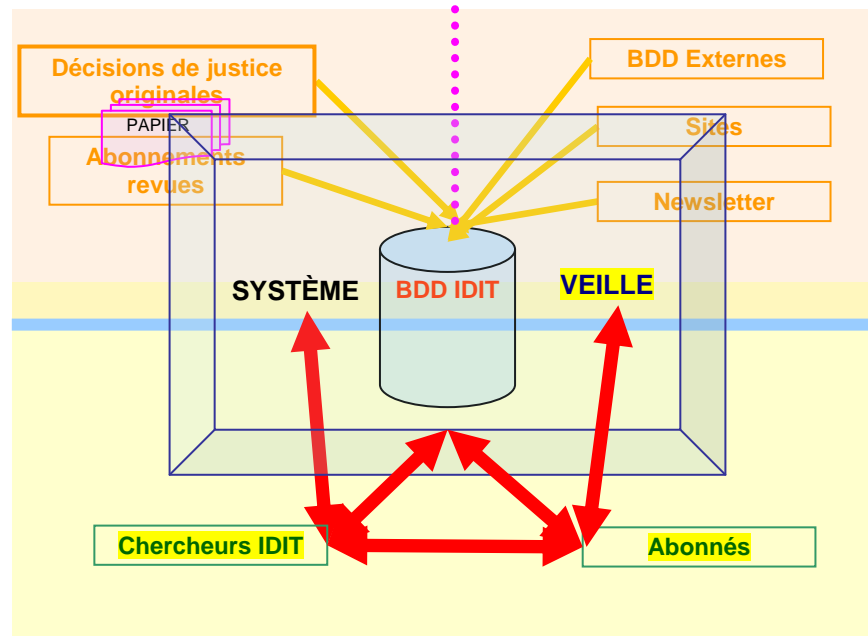 Décisions de justice
originales
PAPIER
Abonnements
revues
BDD Externes
Sites
Newsletter
SYSTÈME
BDD IDIT
VEILLE
Chercheurs IDIT
Abonnés